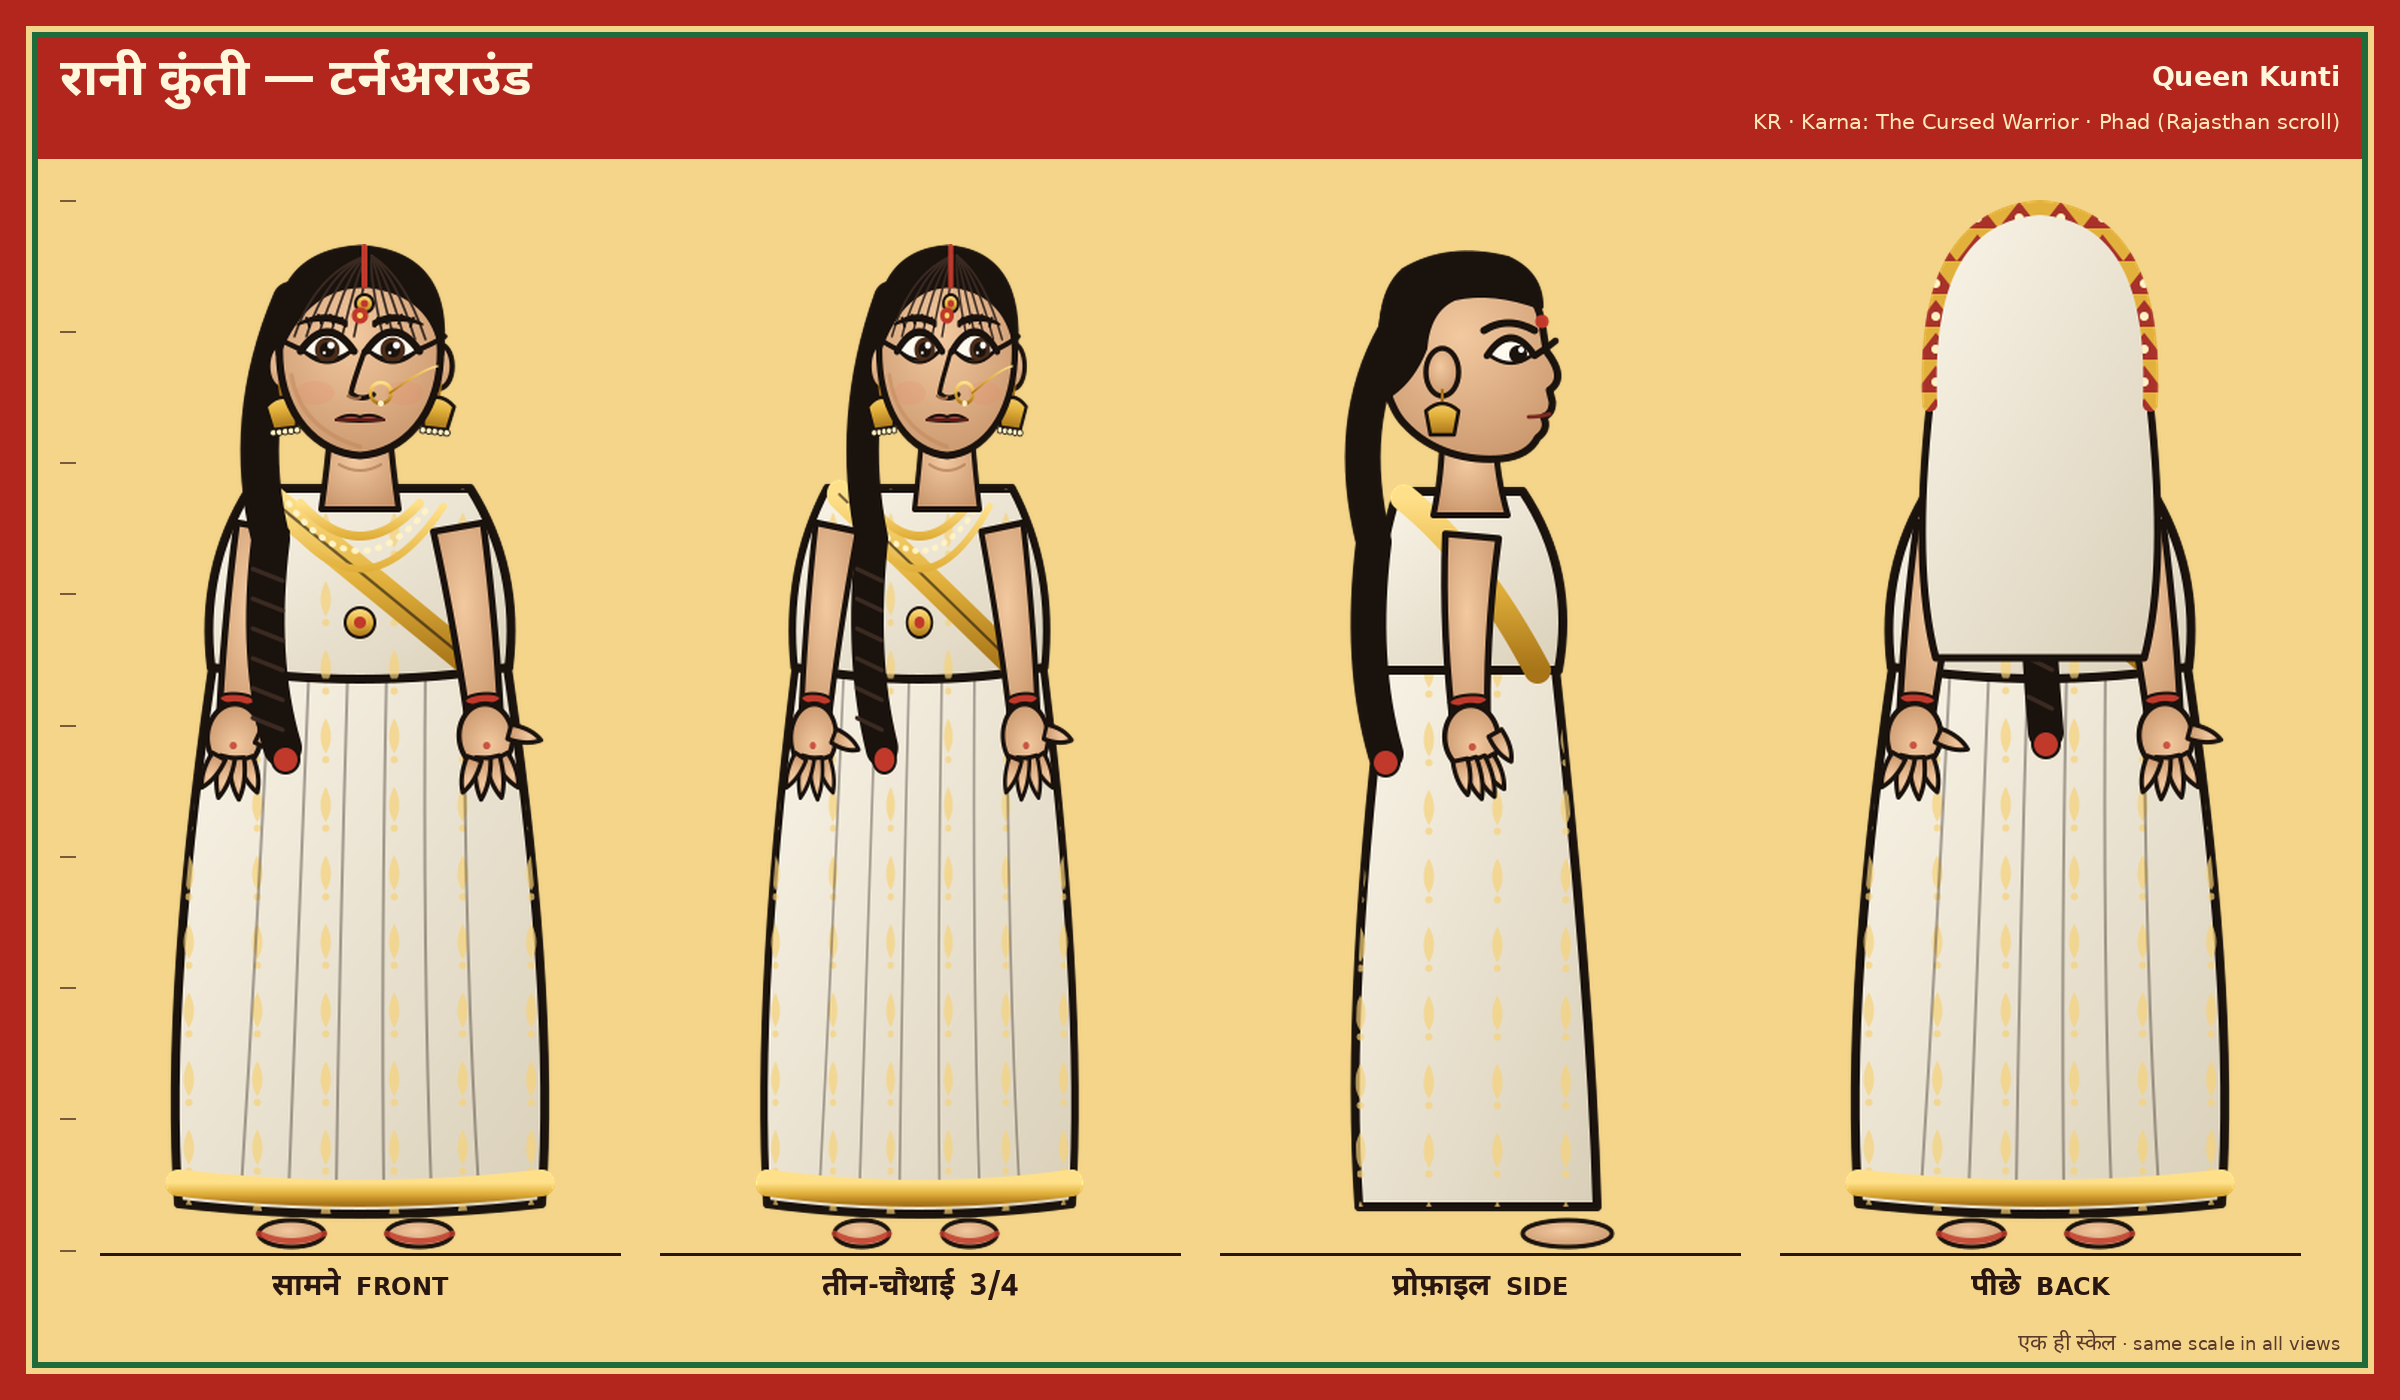 रानी कुंती — टर्नअराउंड
Queen Kunti
KR · Karna: The Cursed Warrior · Phad (Rajasthan scroll)
सामने FRONT
तीन-चौथाई 3/4
प्रोफ़ाइल SIDE
पीछे BACK
एक ही स्केल · same scale in all views